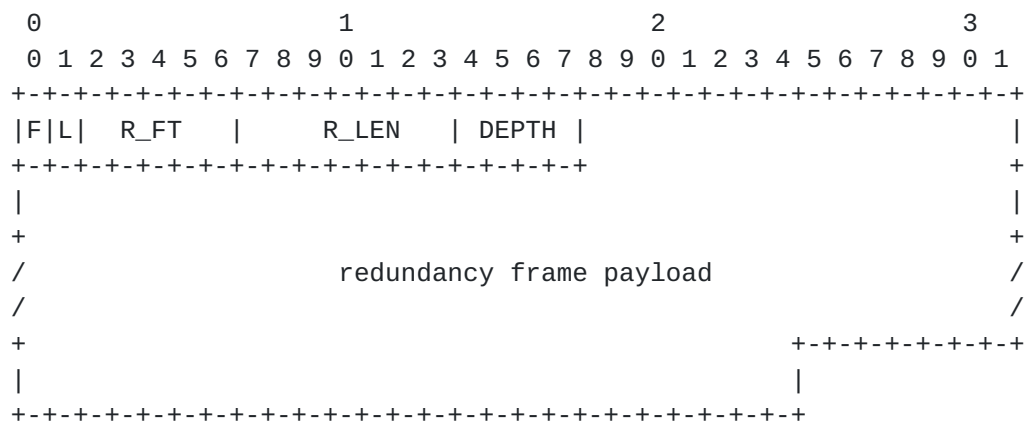 0                   1                   2                   3
 0 1 2 3 4 5 6 7 8 9 0 1 2 3 4 5 6 7 8 9 0 1 2 3 4 5 6 7 8 9 0 1
+-+-+-+-+-+-+-+-+-+-+-+-+-+-+-+-+-+-+-+-+-+-+-+-+-+-+-+-+-+-+-+-+
|F|L|  R_FT   |     R_LEN   | DEPTH |                           |
+-+-+-+-+-+-+-+-+-+-+-+-+-+-+-+-+-+-+                           +
|                                                               |
+                                                               +
/                    redundancy frame payload                   /
/                                                               /
+                                                 +-+-+-+-+-+-+-+
|                                                 |
+-+-+-+-+-+-+-+-+-+-+-+-+-+-+-+-+-+-+-+-+-+-+-+-+-+